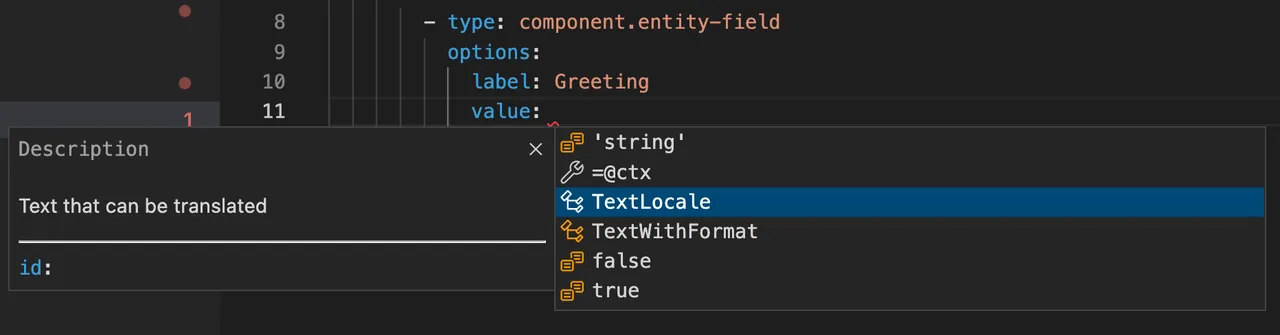 8 - type: component.entity-field
9 options:
10 label: Greeting
11 value:
1
Description ×
Text that can be translated
id:
'string'
=@ctx
TextLocale
TextWithFormat
false
true